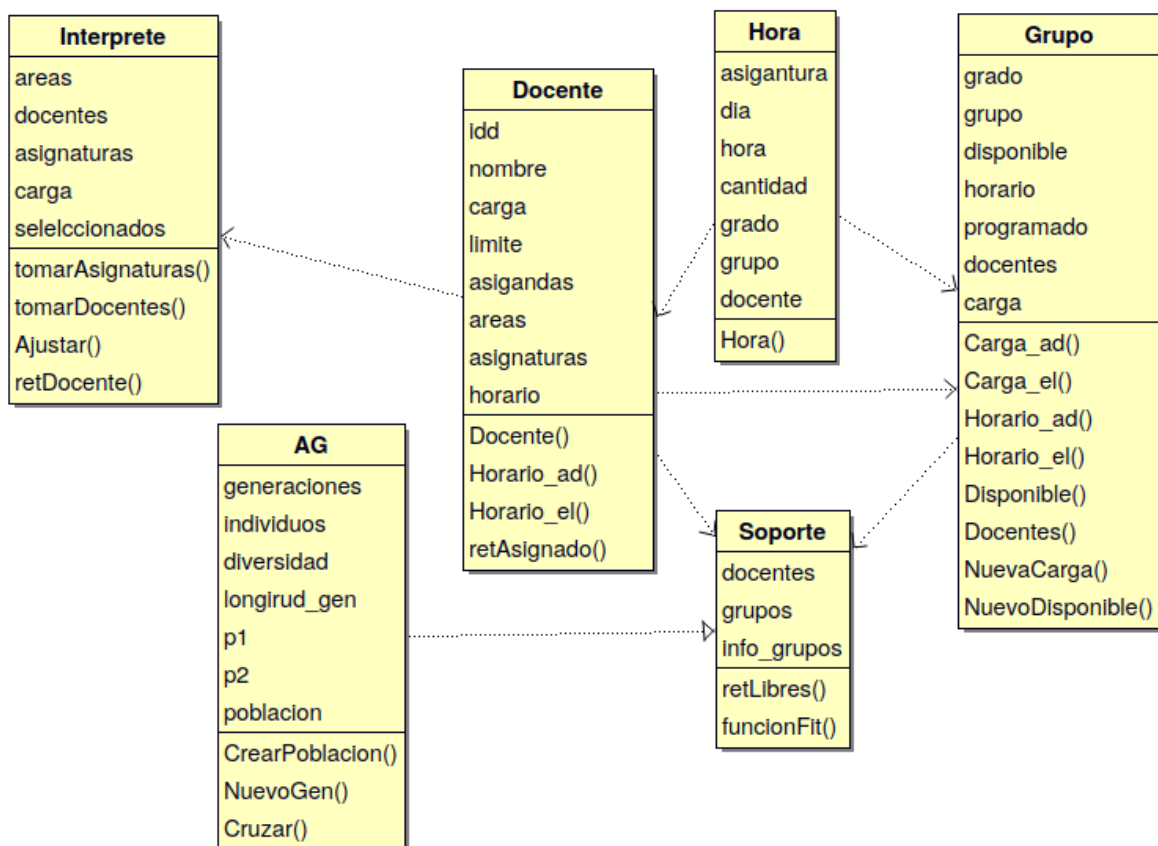 Interprete
areas
docentes
asignaturas
carga
selelccionados
tomarAsignaturas()
tomarDocentes()
Ajustar()
retDocente()
Docente
idd
nombre
carga
limite
asigandas
areas
asignaturas
horario
Docente()
Horario_ad()
Horario_el()
retAsignado()
Hora
asigantura
dia
hora
cantidad
grado
grupo
docente
Hora()
Grupo
grado
grupo
disponible
horario
programado
docentes
carga
Carga_ad()
Carga_el()
Horario_ad()
Horario_el()
Disponible()
Docentes()
NuevaCarga()
NuevoDisponible()
AG
generaciones
individuos
diversidad
longirud_gen
p1
p2
poblacion
CrearPoblacion()
NuevoGen()
Cruzar()
Soporte
docentes
grupos
info_grupos
retLibres()
funcionFit()